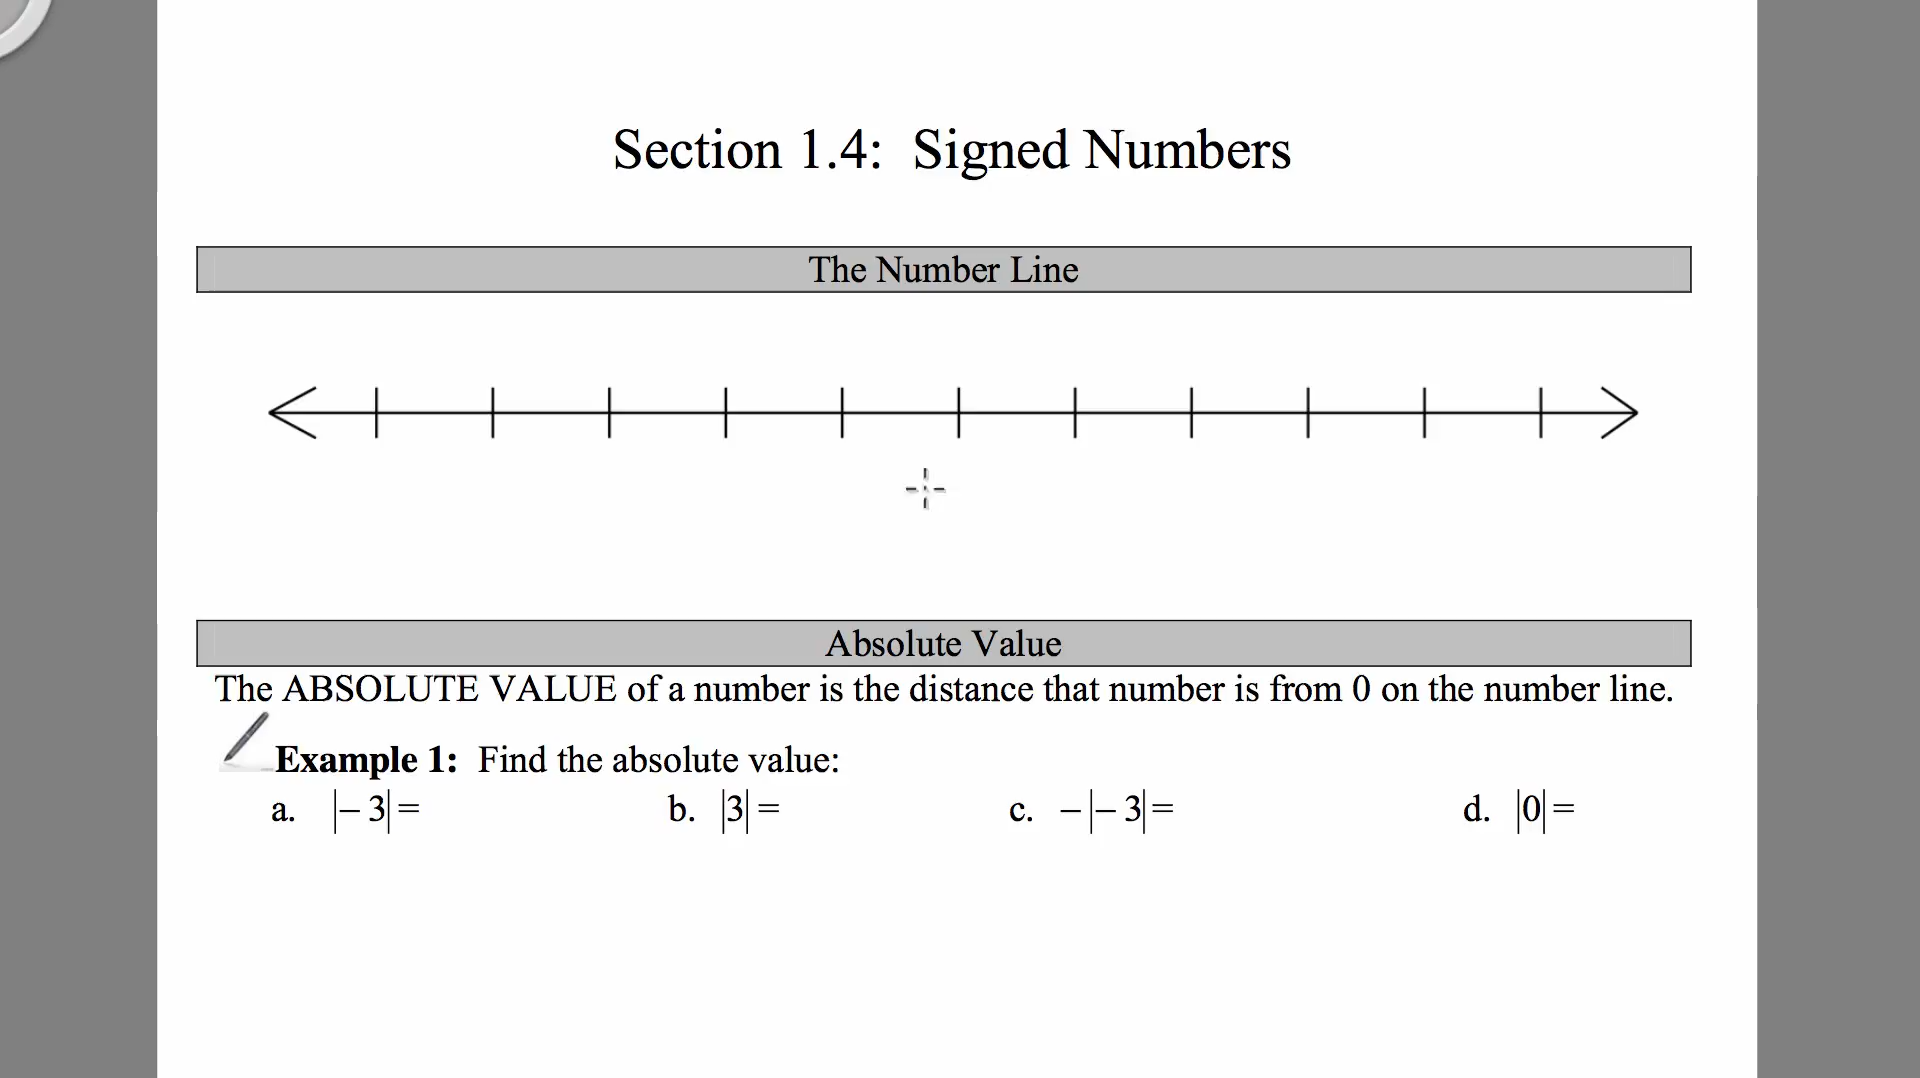 Section 1.4:  Signed Numbers
The Number Line
Absolute Value
The ABSOLUTE VALUE of a number is the distance that number is from 0 on the number line.
Example 1:  Find the absolute value:
a. |– 3| =  b. |3| =  c. – |– 3| =  d. |0| =